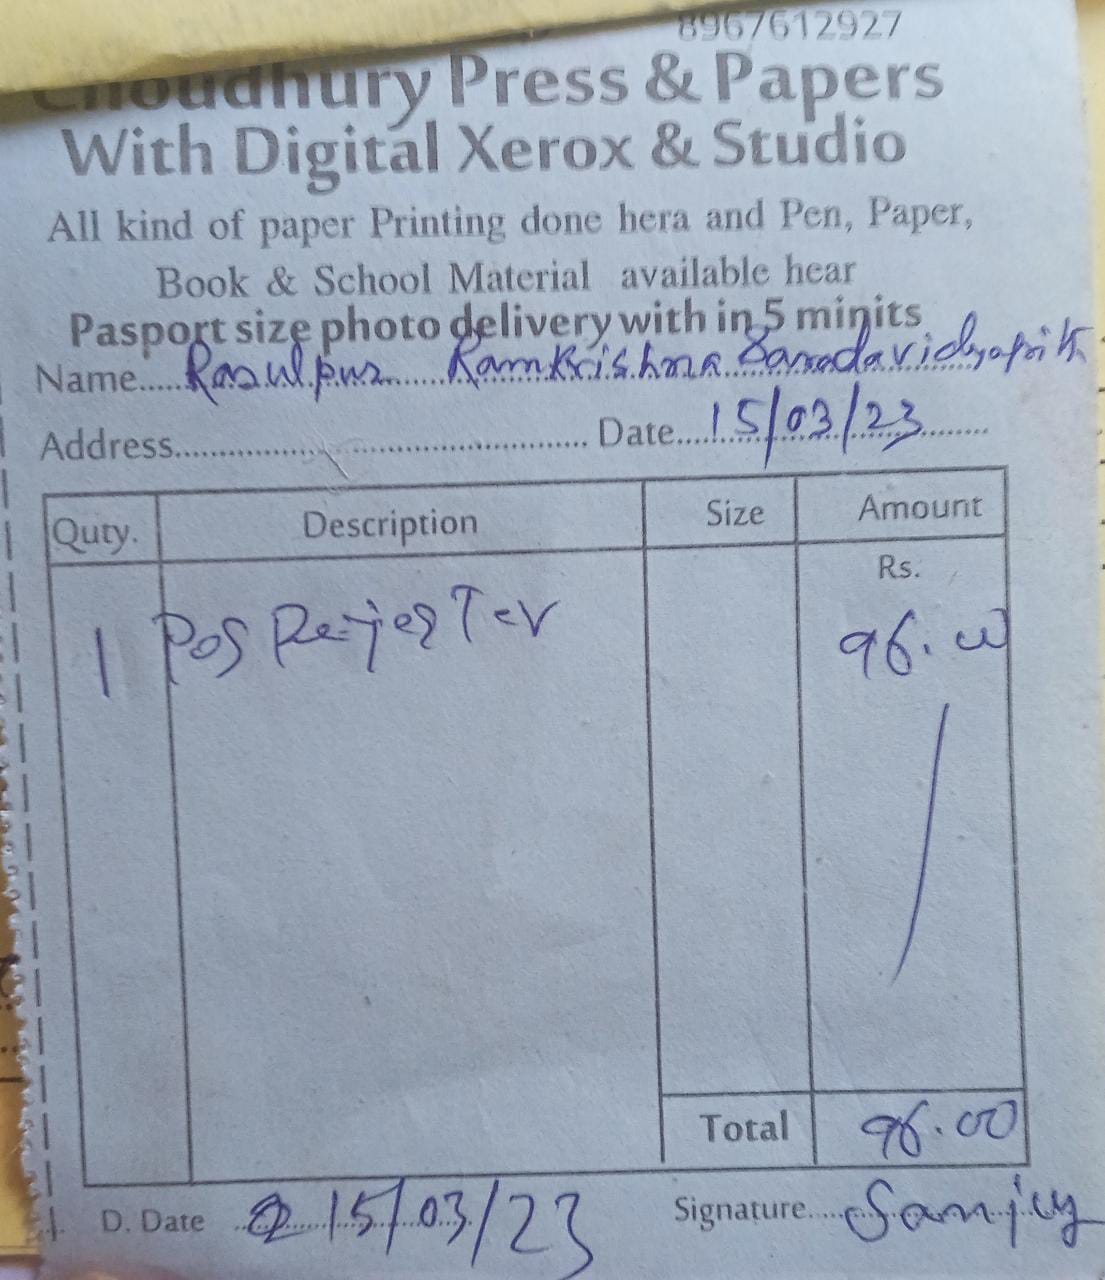 8967612927
Choudhury Press & Papers
With Digital Xerox & Studio
All kind of paper Printing done hera and Pen, Paper,
Book & School Material available hear
Pasport size photo delivery with in 5 minits
Name..... Rasulpur Ramkrishna Saradavidyapith
Address................................ Date.... 15/03/23
Quty. Description Size Amount
Rs.
1 Pos Rejester 96.00
Total 96.00
D. Date 15/03/23 Signature..... Sanjay